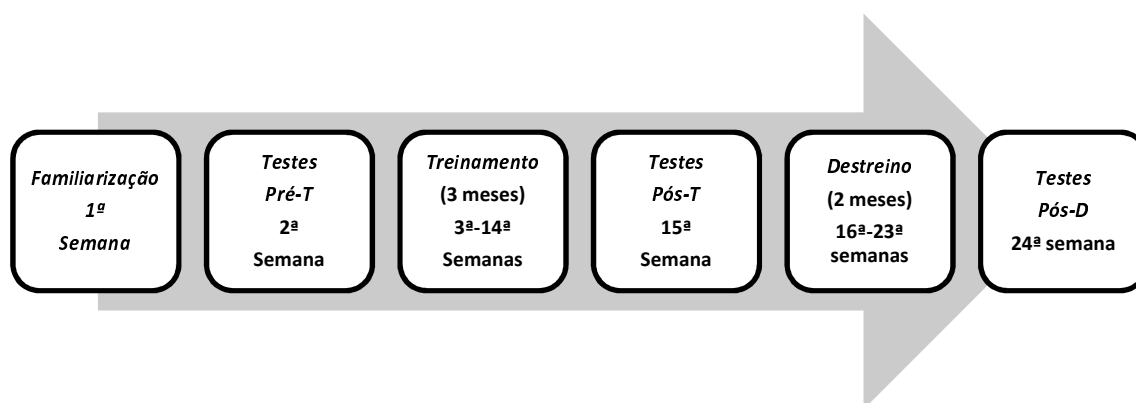 Familiarização
1ª
Semana
Testes
Pré-T
2ª
Semana
Treinamento
(3 meses)
3ª-14ª
Semanas
Testes
Pós-T
15ª
Semana
Destreino
(2 meses)
16ª-23ª
semanas
Testes
Pós-D
24ª semana